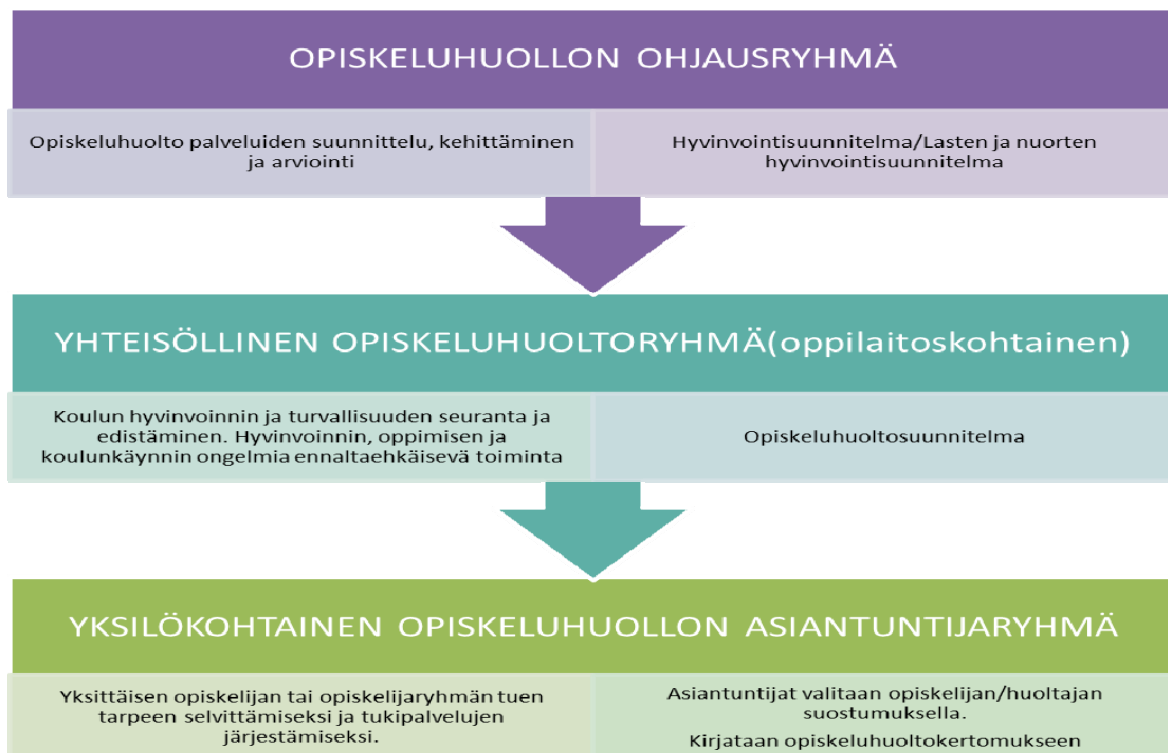 OPISKELUHUOLLON OHJAUSRYHMÄ
Opiskeluhuolto palveluiden suunnittelu, kehittäminen
ja arviointi
Hyvinvointisuunnitelma/Lasten ja nuorten
hyvinvointisuunnitelma
YHTEISÖLLINEN OPISKELUHUOLTORYHMÄ(oppilaitoskohtainen)
Koulun hyvinvoinnin ja turvallisuuden seuranta ja
edistäminen. Hyvinvoinnin, oppimisen ja
koulunkäynnin ongelmia ennaltaehkäisevä toiminta
Opiskeluhuoltosuunnitelma
YKSILÖKOHTAINEN OPISKELUHUOLLON ASIANTUNTIJARYHMÄ
Yksittäisen opiskelijan tai opiskelijaryhmän tuen
tarpeen selvittämiseksi ja tukipalvelujen
järjestämiseksi.
Asiantuntijat valitaan opiskelijan/huoltajan
suostumuksella.
Kirjataan opiskeluhuoltokertomukseen